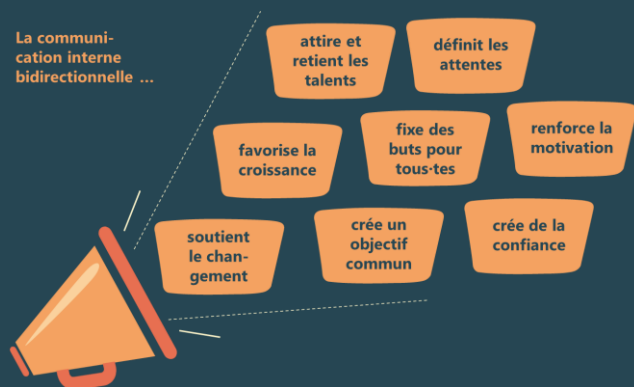 La communi-
cation interne
bidirectionnelle ...
attire et
retient les
talents
définit les
attentes
favorise la
croissance
fixe des
buts pour
tous·tes
renforce la
motivation
soutient
le chan-
gement
crée un
objectif
commun
crée de la
confiance